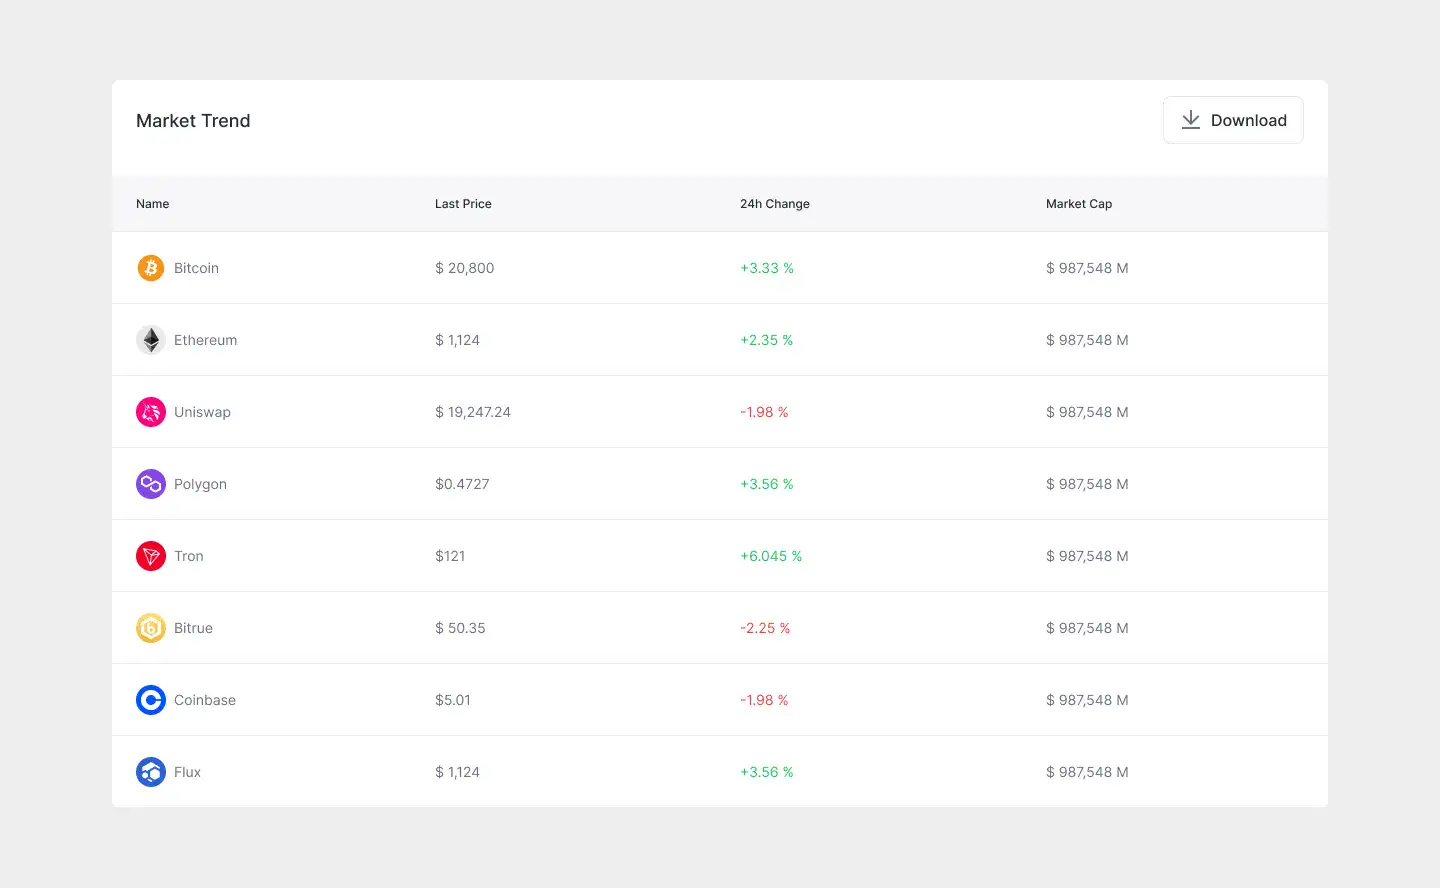 Market Trend
Download
Name Last Price 24h Change Market Cap
Bitcoin $ 20,800 +3.33 % $ 987,548 M
Ethereum $ 1,124 +2.35 % $ 987,548 M
Uniswap $ 19,247.24 -1.98 % $ 987,548 M
Polygon $0.4727 +3.56 % $ 987,548 M
Tron $121 +6.045 % $ 987,548 M
Bitrue $ 50.35 -2.25 % $ 987,548 M
Coinbase $5.01 -1.98 % $ 987,548 M
Flux $ 1,124 +3.56 % $ 987,548 M